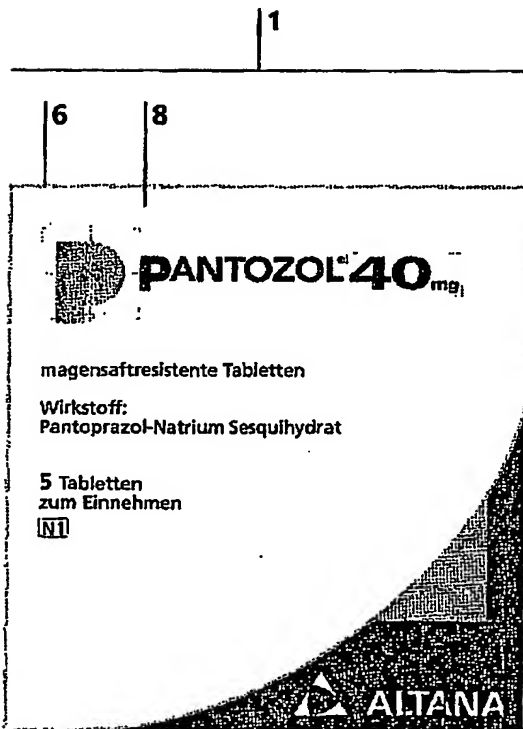 1
6 8
PANTOZOL® 40 mg
magensaftresistente Tabletten
Wirkstoff:
Pantoprazol-Natrium Sesquihydrat
5 Tabletten
zum Einnehmen
N1
ALTANA